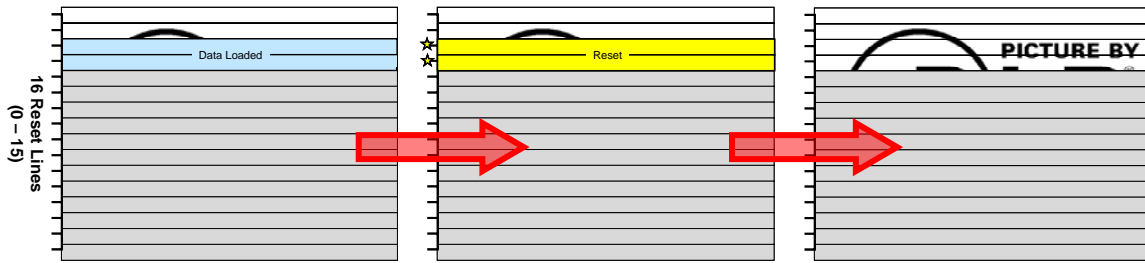 16 Reset Lines
(0 – 15)
Data Loaded
Reset
PICTURE BY